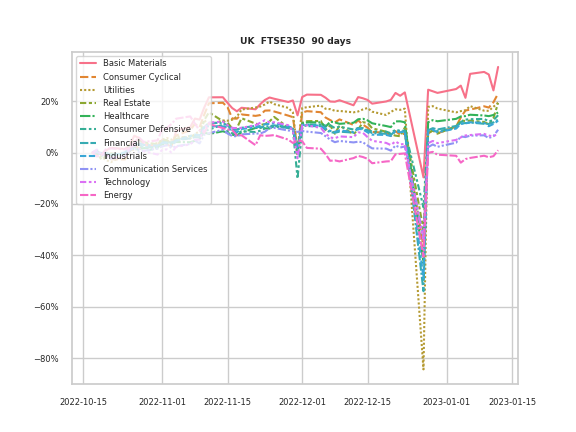 UK  FTSE350  90 days
Basic Materials
Consumer Cyclical
Utilities
Real Estate
Healthcare
Consumer Defensive
Financial
Industrials
Communication Services
Technology
Energy
20%
0%
−20%
−40%
−60%
−80%
2022-10-15 2022-11-01 2022-11-15 2022-12-01 2022-12-15 2023-01-01 2023-01-15